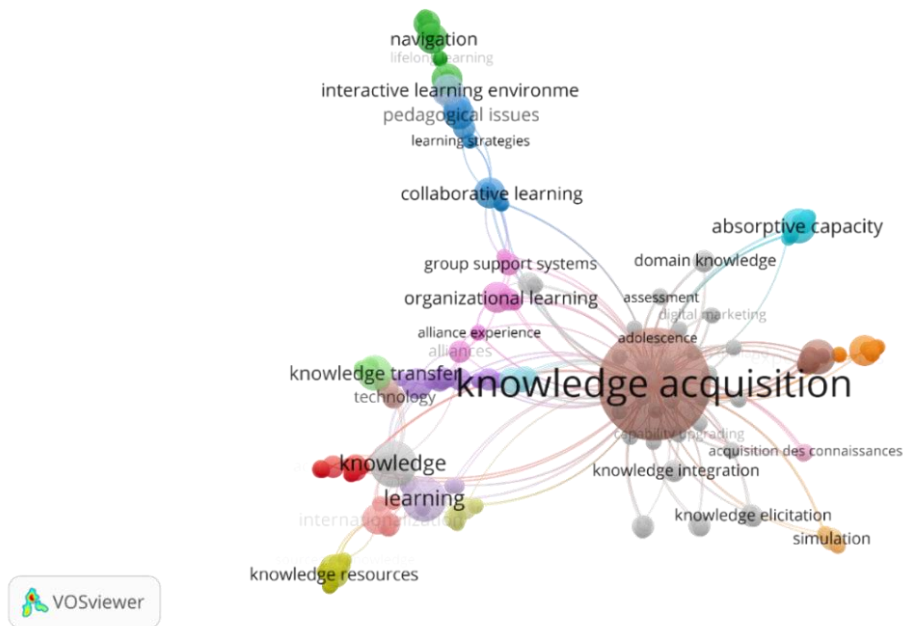 navigation
lifelong learning
interactive learning environme
pedagogical issues
learning strategies
collaborative learning
absorptive capacity
group support systems
domain knowledge
organizational learning
assessment
digital marketing
alliance experience
adolescence
alliances
knowledge transfer
knowledge acquisition
technology
capability upgrading
acquisition des connaissances
knowledge
knowledge integration
learning
internationalization
knowledge elicitation
simulation
knowledge resources
VOSviewer